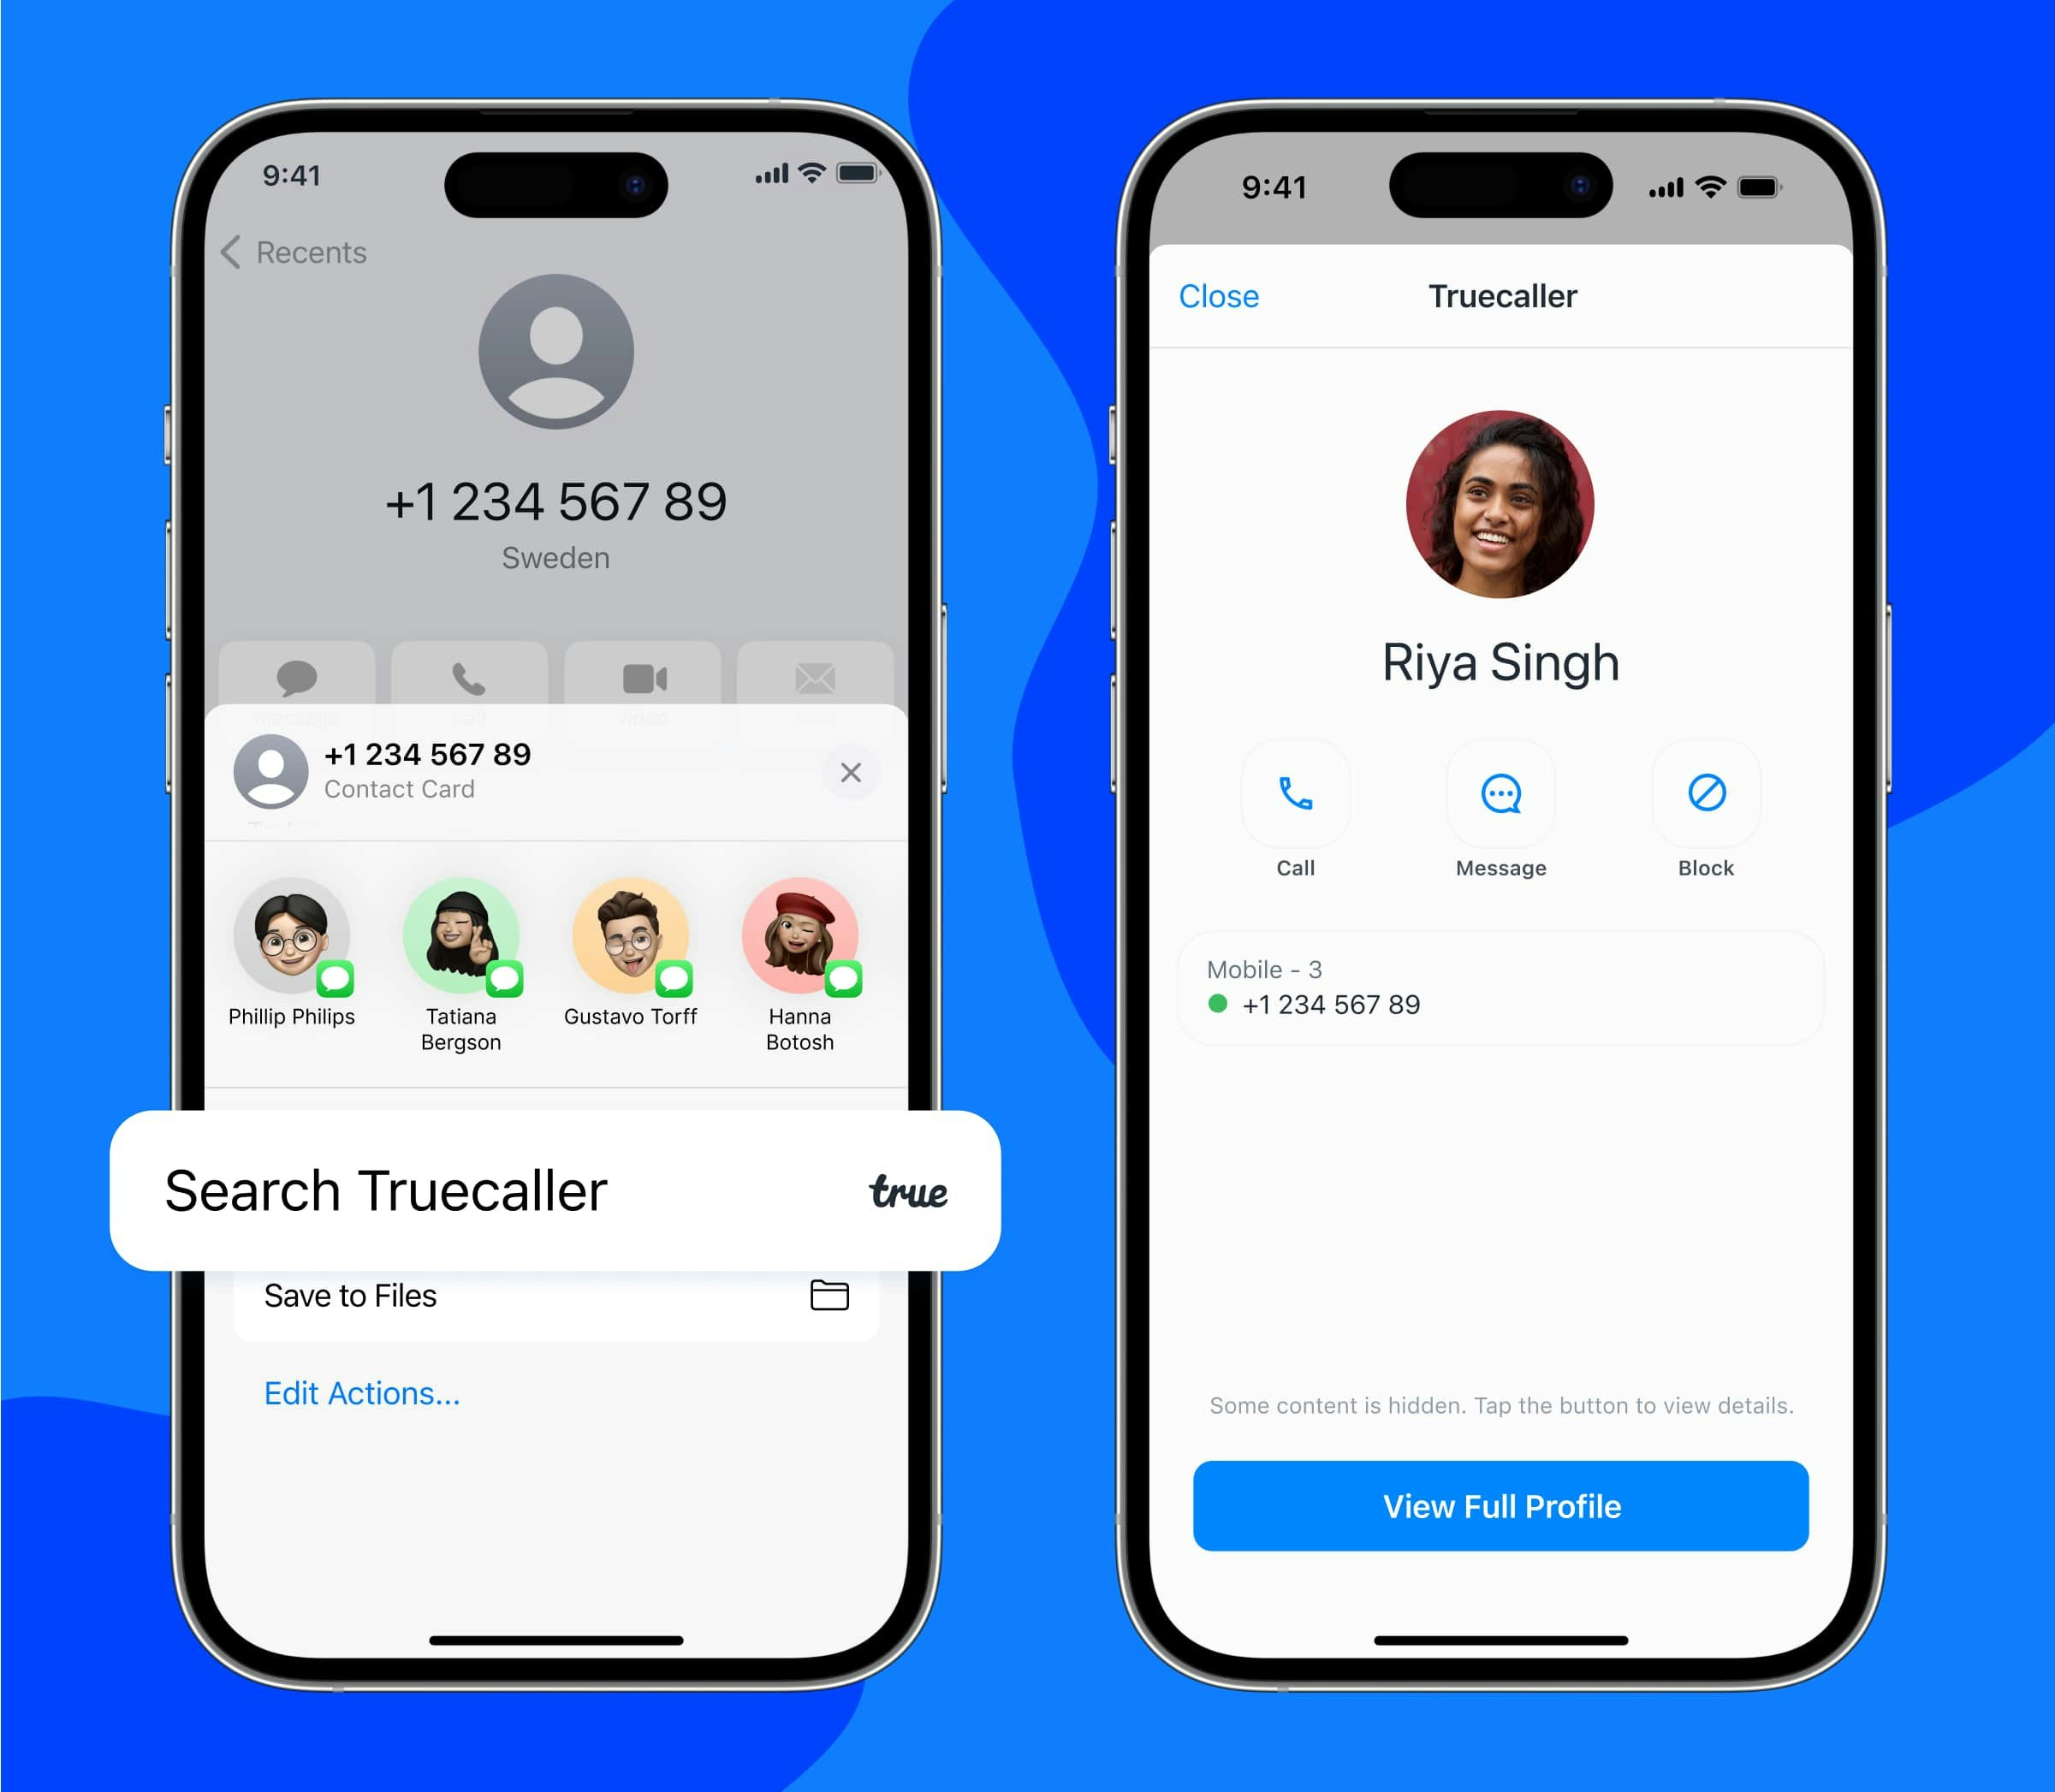 9:41
Recents
+1 234 567 89
Sweden
+1 234 567 89
Contact Card
Phillip Philips
Tatiana
Bergson
Gustavo Torff
Hanna
Botosh
Search Truecaller
true
Save to Files
Edit Actions...
9:41
Close
Truecaller
Riya Singh
Call
Message
Block
Mobile - 3
+1 234 567 89
Some content is hidden. Tap the button to view details.
View Full Profile